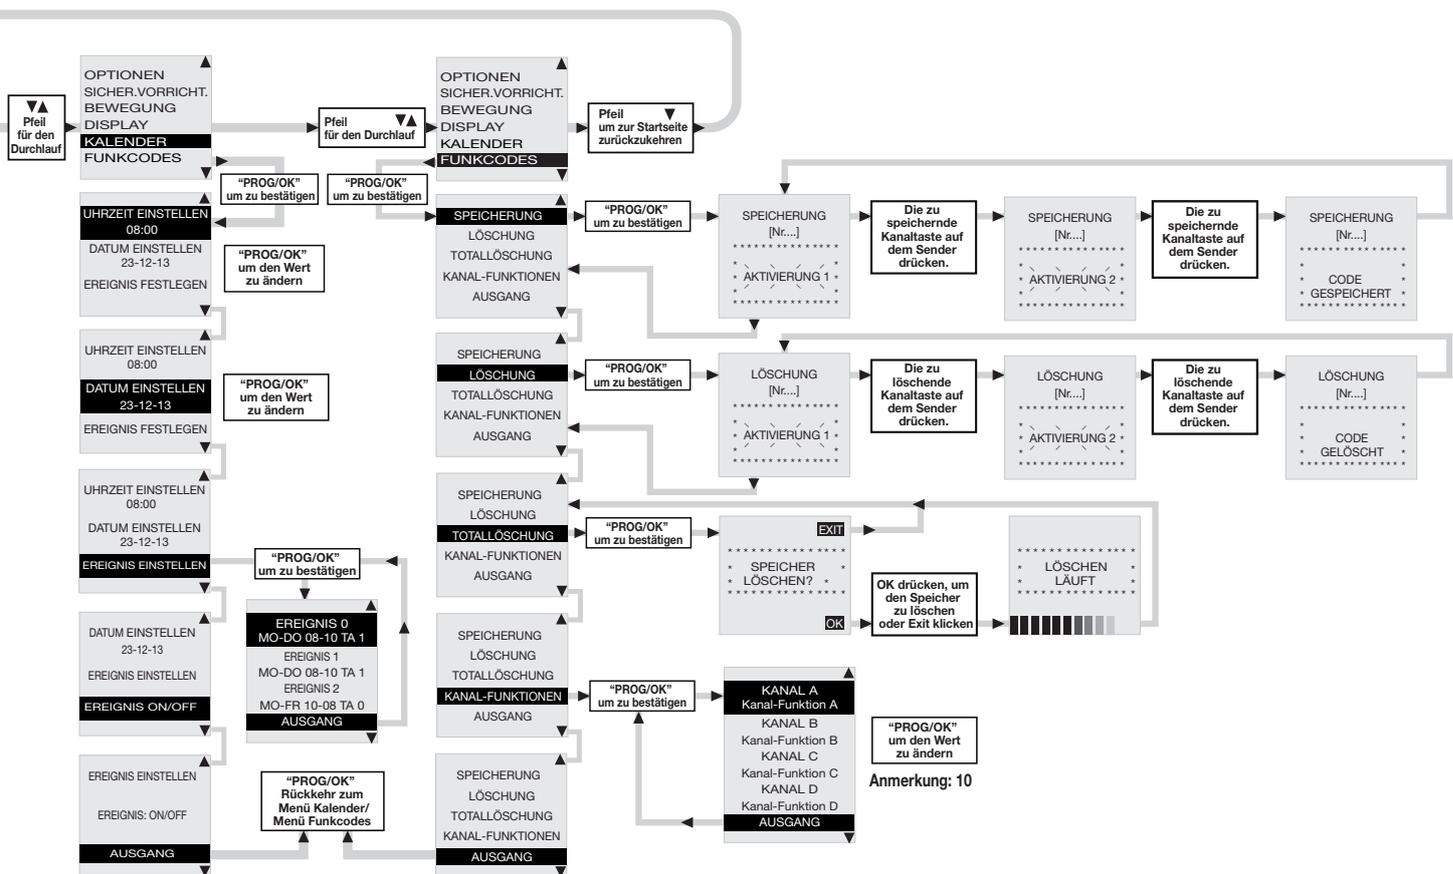 ▼▲
Pfeil
für den
Durchlauf
OPTIONEN
SICHER.VORRICHT.
BEWEGUNG
DISPLAY
KALENDER
FUNKCODES
Pfeil ▼▲
für den Durchlauf
OPTIONEN
SICHER.VORRICHT.
BEWEGUNG
DISPLAY
KALENDER
FUNKCODES
Pfeil ▼
um zur Startseite
zurückzukehren
“PROG/OK”
um zu bestätigen
“PROG/OK”
um zu bestätigen
UHRZEIT EINSTELLEN
08:00
DATUM EINSTELLEN
23-12-13
EREIGNIS FESTLEGEN
“PROG/OK”
um den Wert
zu ändern
UHRZEIT EINSTELLEN
08:00
DATUM EINSTELLEN
23-12-13
EREIGNIS FESTLEGEN
“PROG/OK”
um den Wert
zu ändern
UHRZEIT EINSTELLEN
08:00
DATUM EINSTELLEN
23-12-13
EREIGNIS EINSTELLEN
“PROG/OK”
um zu bestätigen
EREIGNIS 0
MO-DO 08-10 TA 1
EREIGNIS 1
MO-DO 08-10 TA 1
EREIGNIS 2
MO-FR 10-08 TA 0
AUSGANG
DATUM EINSTELLEN
23-12-13
EREIGNIS EINSTELLEN
EREIGNIS ON/OFF
EREIGNIS EINSTELLEN
EREIGNIS: ON/OFF
AUSGANG
“PROG/OK”
Rückkehr zum
Menü Kalender/
Menü Funkcodes
SPEICHERUNG
LÖSCHUNG
TOTALLÖSCHUNG
KANAL-FUNKTIONEN
AUSGANG
“PROG/OK”
um zu bestätigen
SPEICHERUNG
[Nr....]
AKTIVIERUNG 1
Die zu
speichernde
Kanaltaste auf
dem Sender
drücken.
SPEICHERUNG
[Nr....]
AKTIVIERUNG 2
Die zu
speichernde
Kanaltaste auf
dem Sender
drücken.
SPEICHERUNG
[Nr....]
CODE
GESPEICHERT
SPEICHERUNG
LÖSCHUNG
TOTALLÖSCHUNG
KANAL-FUNKTIONEN
AUSGANG
“PROG/OK”
um zu bestätigen
LÖSCHUNG
[Nr....]
AKTIVIERUNG 1
Die zu
löschende
Kanaltaste auf
dem Sender
drücken.
LÖSCHUNG
[Nr....]
AKTIVIERUNG 2
Die zu
löschende
Kanaltaste auf
dem Sender
drücken.
LÖSCHUNG
[Nr....]
CODE
GELÖSCHT
SPEICHERUNG
LÖSCHUNG
TOTALLÖSCHUNG
KANAL-FUNKTIONEN
AUSGANG
“PROG/OK”
um zu bestätigen
EXIT
SPEICHER
LÖSCHEN?
OK
OK drücken, um
den Speicher
zu löschen
oder Exit klicken
LÖSCHEN
LÄUFT
SPEICHERUNG
LÖSCHUNG
TOTALLÖSCHUNG
KANAL-FUNKTIONEN
AUSGANG
“PROG/OK”
um zu bestätigen
KANAL A
Kanal-Funktion A
KANAL B
Kanal-Funktion B
KANAL C
Kanal-Funktion C
KANAL D
Kanal-Funktion D
AUSGANG
“PROG/OK”
um den Wert
zu ändern
Anmerkung: 10
SPEICHERUNG
LÖSCHUNG
TOTALLÖSCHUNG
KANAL-FUNKTIONEN
AUSGANG